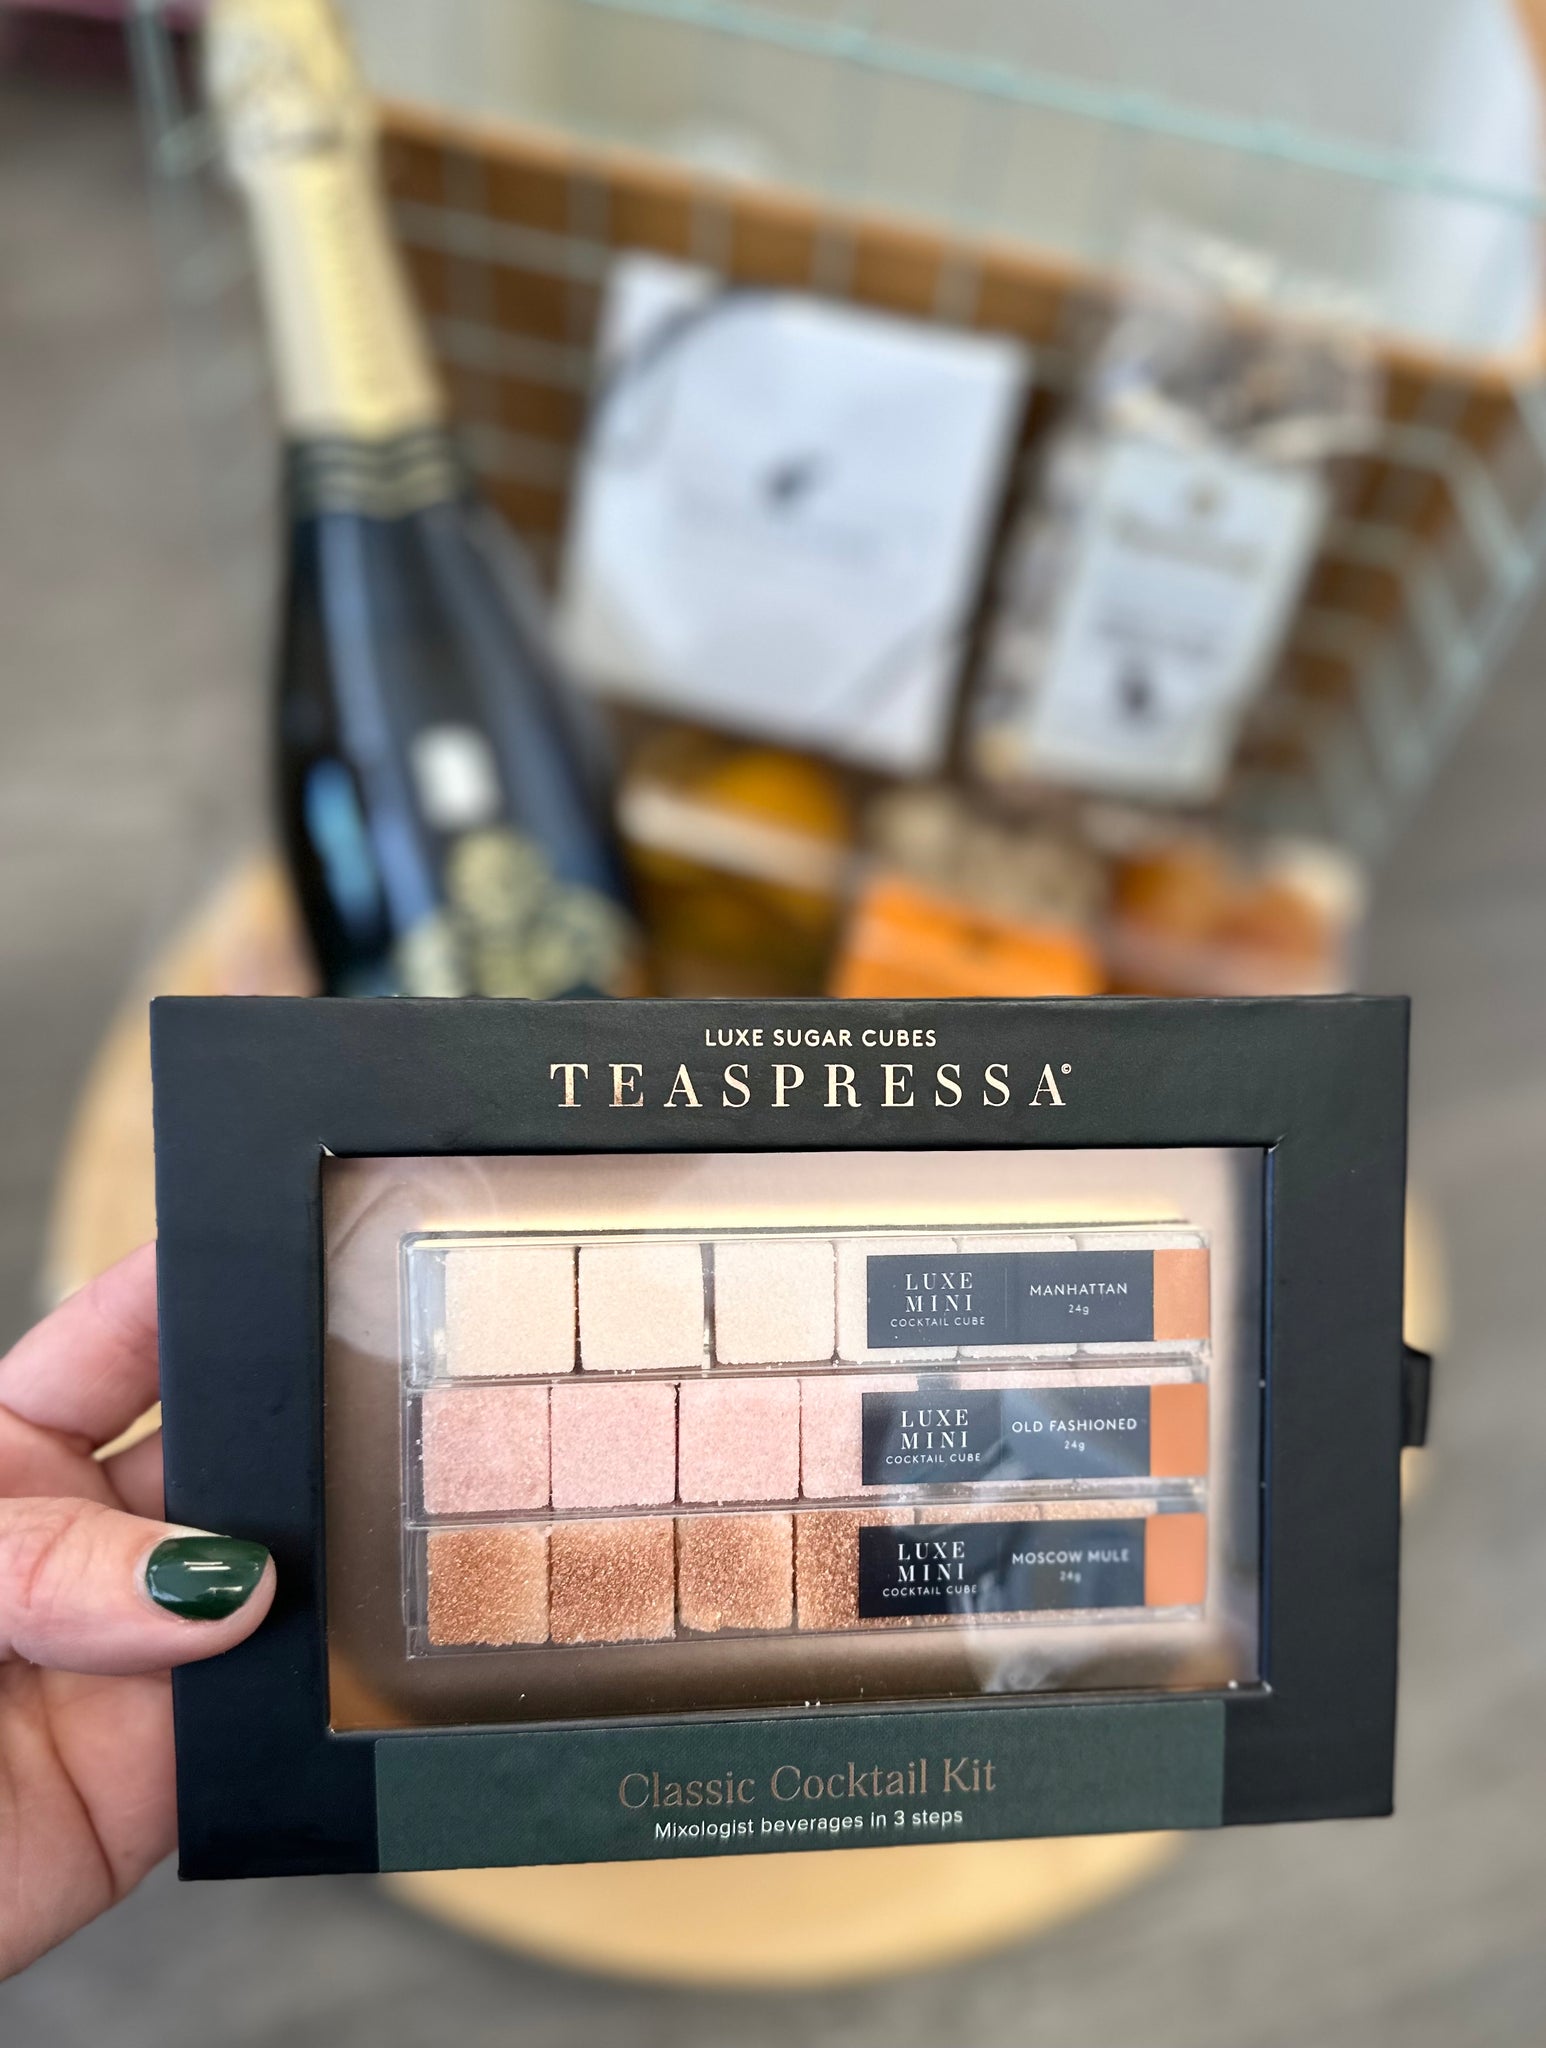 LUXE SUGAR CUBES
TEASPRESSA©
LUXE
MINI
COCKTAIL CUBE
MANHATTAN
24g
LUXE
MINI
COCKTAIL CUBE
OLD FASHIONED
24g
LUXE
MINI
COCKTAIL CUBE
MOSCOW MULE
24g
Classic Cocktail Kit
Mixologist beverages in 3 steps